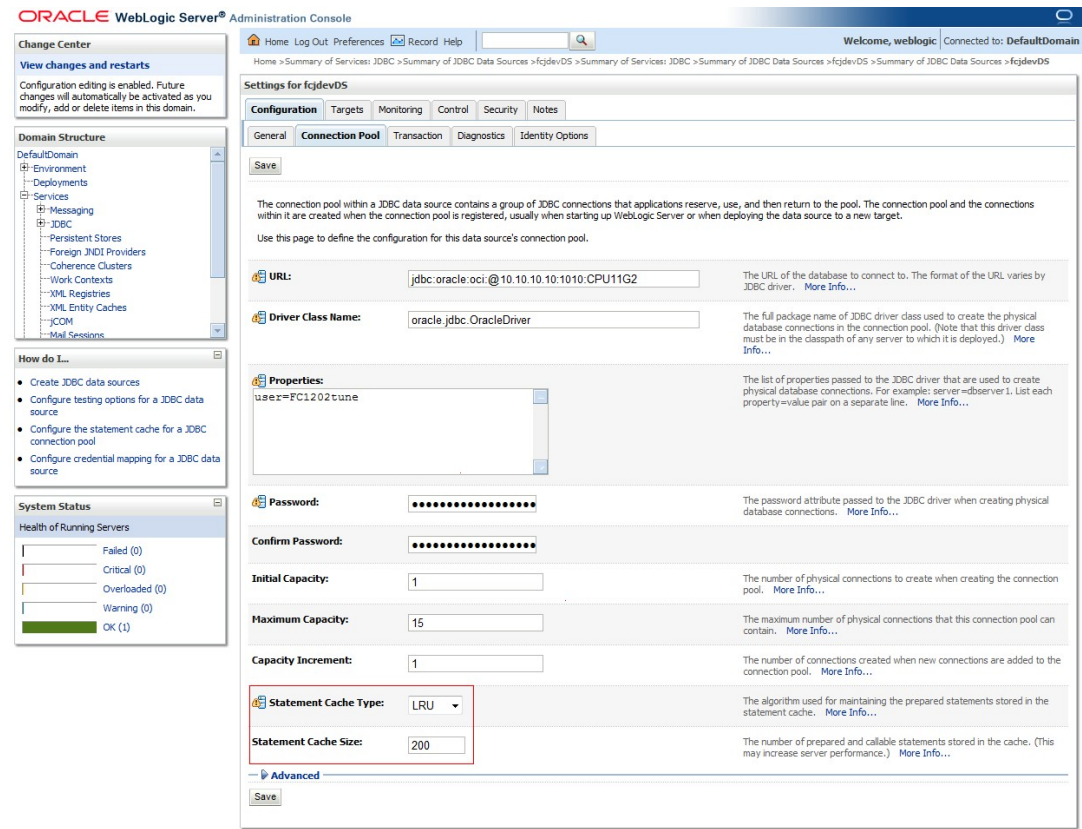 ORACLE WebLogic Server® Administration Console
Change Center
View changes and restarts
Configuration editing is enabled. Future
changes will automatically be activated as you
modify, add or delete items in this domain.
Domain Structure
DefaultDomain
Environment
Deployments
Services
Messaging
JDBC
Persistent Stores
Foreign JNDI Providers
Coherence Clusters
Work Contexts
XML Registries
XML Entity Caches
jCOM
Mail Sessions
How do I...
Create JDBC data sources
Configure testing options for a JDBC data
source
Configure the statement cache for a JDBC
connection pool
Configure credential mapping for a JDBC data
source
System Status
Health of Running Servers
Failed (0)
Critical (0)
Overloaded (0)
Warning (0)
OK (1)
Home Log Out Preferences Record Help
Welcome, weblogic Connected to: DefaultDomain
Home >Summary of Services: JDBC >Summary of JDBC Data Sources >fcjdevDS >Summary of Services: JDBC >Summary of JDBC Data Sources >fcjdevDS >Summary of JDBC Data Sources >fcjdevDS
Settings for fcjdevDS
Configuration Targets Monitoring Control Security Notes
General Connection Pool Transaction Diagnostics Identity Options
Save
The connection pool within a JDBC data source contains a group of JDBC connections that applications reserve, use, and then return to the pool. The connection pool and the connections
within it are created when the connection pool is registered, usually when starting up WebLogic Server or when deploying the data source to a new target.
Use this page to define the configuration for this data source's connection pool.
URL:
jdbc:oracle:oci:@10.10.10.10:1010:CPU11G2
The URL of the database to connect to. The format of the URL varies by
JDBC driver. More Info...
Driver Class Name:
oracle.jdbc.OracleDriver
The full package name of JDBC driver class used to create the physical
database connections in the connection pool. (Note that this driver class
must be in the classpath of any server to which it is deployed.) More
Info...
Properties:
user=FC1202tune
The list of properties passed to the JDBC driver that are used to create
physical database connections. For example: server=dbserver1. List each
property=value pair on a separate line. More Info...
Password:
●●●●●●●●●●●●●●●●●●
The password attribute passed to the JDBC driver when creating physical
database connections. More Info...
Confirm Password:
●●●●●●●●●●●●●●●●●●
Initial Capacity:
1
The number of physical connections to create when creating the connection
pool. More Info...
Maximum Capacity:
15
The maximum number of physical connections that this connection pool can
contain. More Info...
Capacity Increment:
1
The number of connections created when new connections are added to the
connection pool. More Info...
Statement Cache Type:
LRU
The algorithm used for maintaining the prepared statements stored in the
statement cache. More Info...
Statement Cache Size:
200
The number of prepared and callable statements stored in the cache. (This
may increase server performance.) More Info...
Advanced
Save